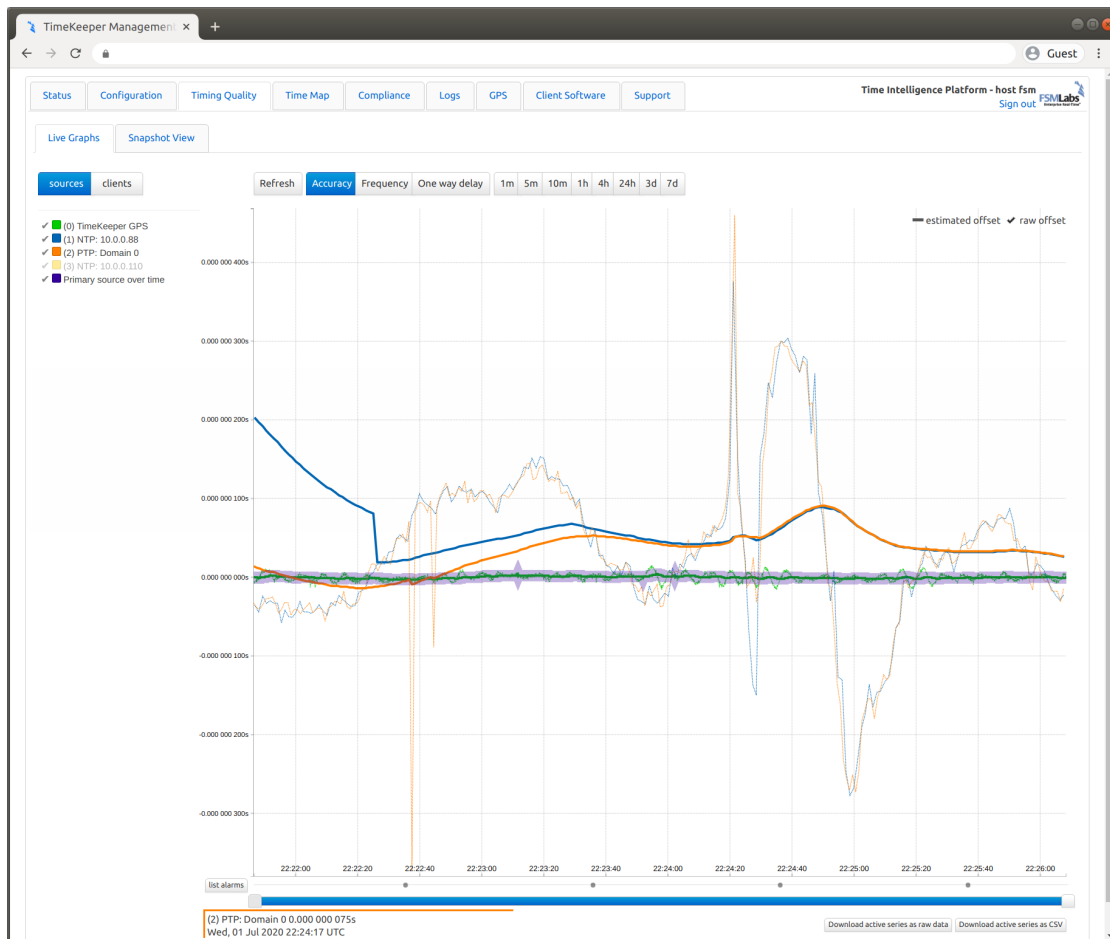 TimeKeeper Management
Guest
Status Configuration Timing Quality Time Map Compliance Logs GPS Client Software Support
Time Intelligence Platform - host fsm
Sign out
FSMLabs
Live Graphs Snapshot View
sources clients
Refresh Accuracy Frequency One way delay 1m 5m 10m 1h 4h 24h 3d 7d
(0) TimeKeeper GPS
(1) NTP: 10.0.0.88
(2) PTP: Domain 0
(3) NTP: 10.0.0.110
Primary source over time
estimated offset raw offset
0.000 000 400s
0.000 000 300s
0.000 000 200s
0.000 000 100s
0.000 000 000s
-0.000 000 100s
-0.000 000 200s
-0.000 000 300s
22:22:00 22:22:20 22:22:40 22:23:00 22:23:20 22:23:40 22:24:00 22:24:20 22:24:40 22:25:00 22:25:20 22:25:40 22:26:00
list alarms
(2) PTP: Domain 0 0.000 000 075s
Wed, 01 Jul 2020 22:24:17 UTC
Download active series as raw data Download active series as CSV